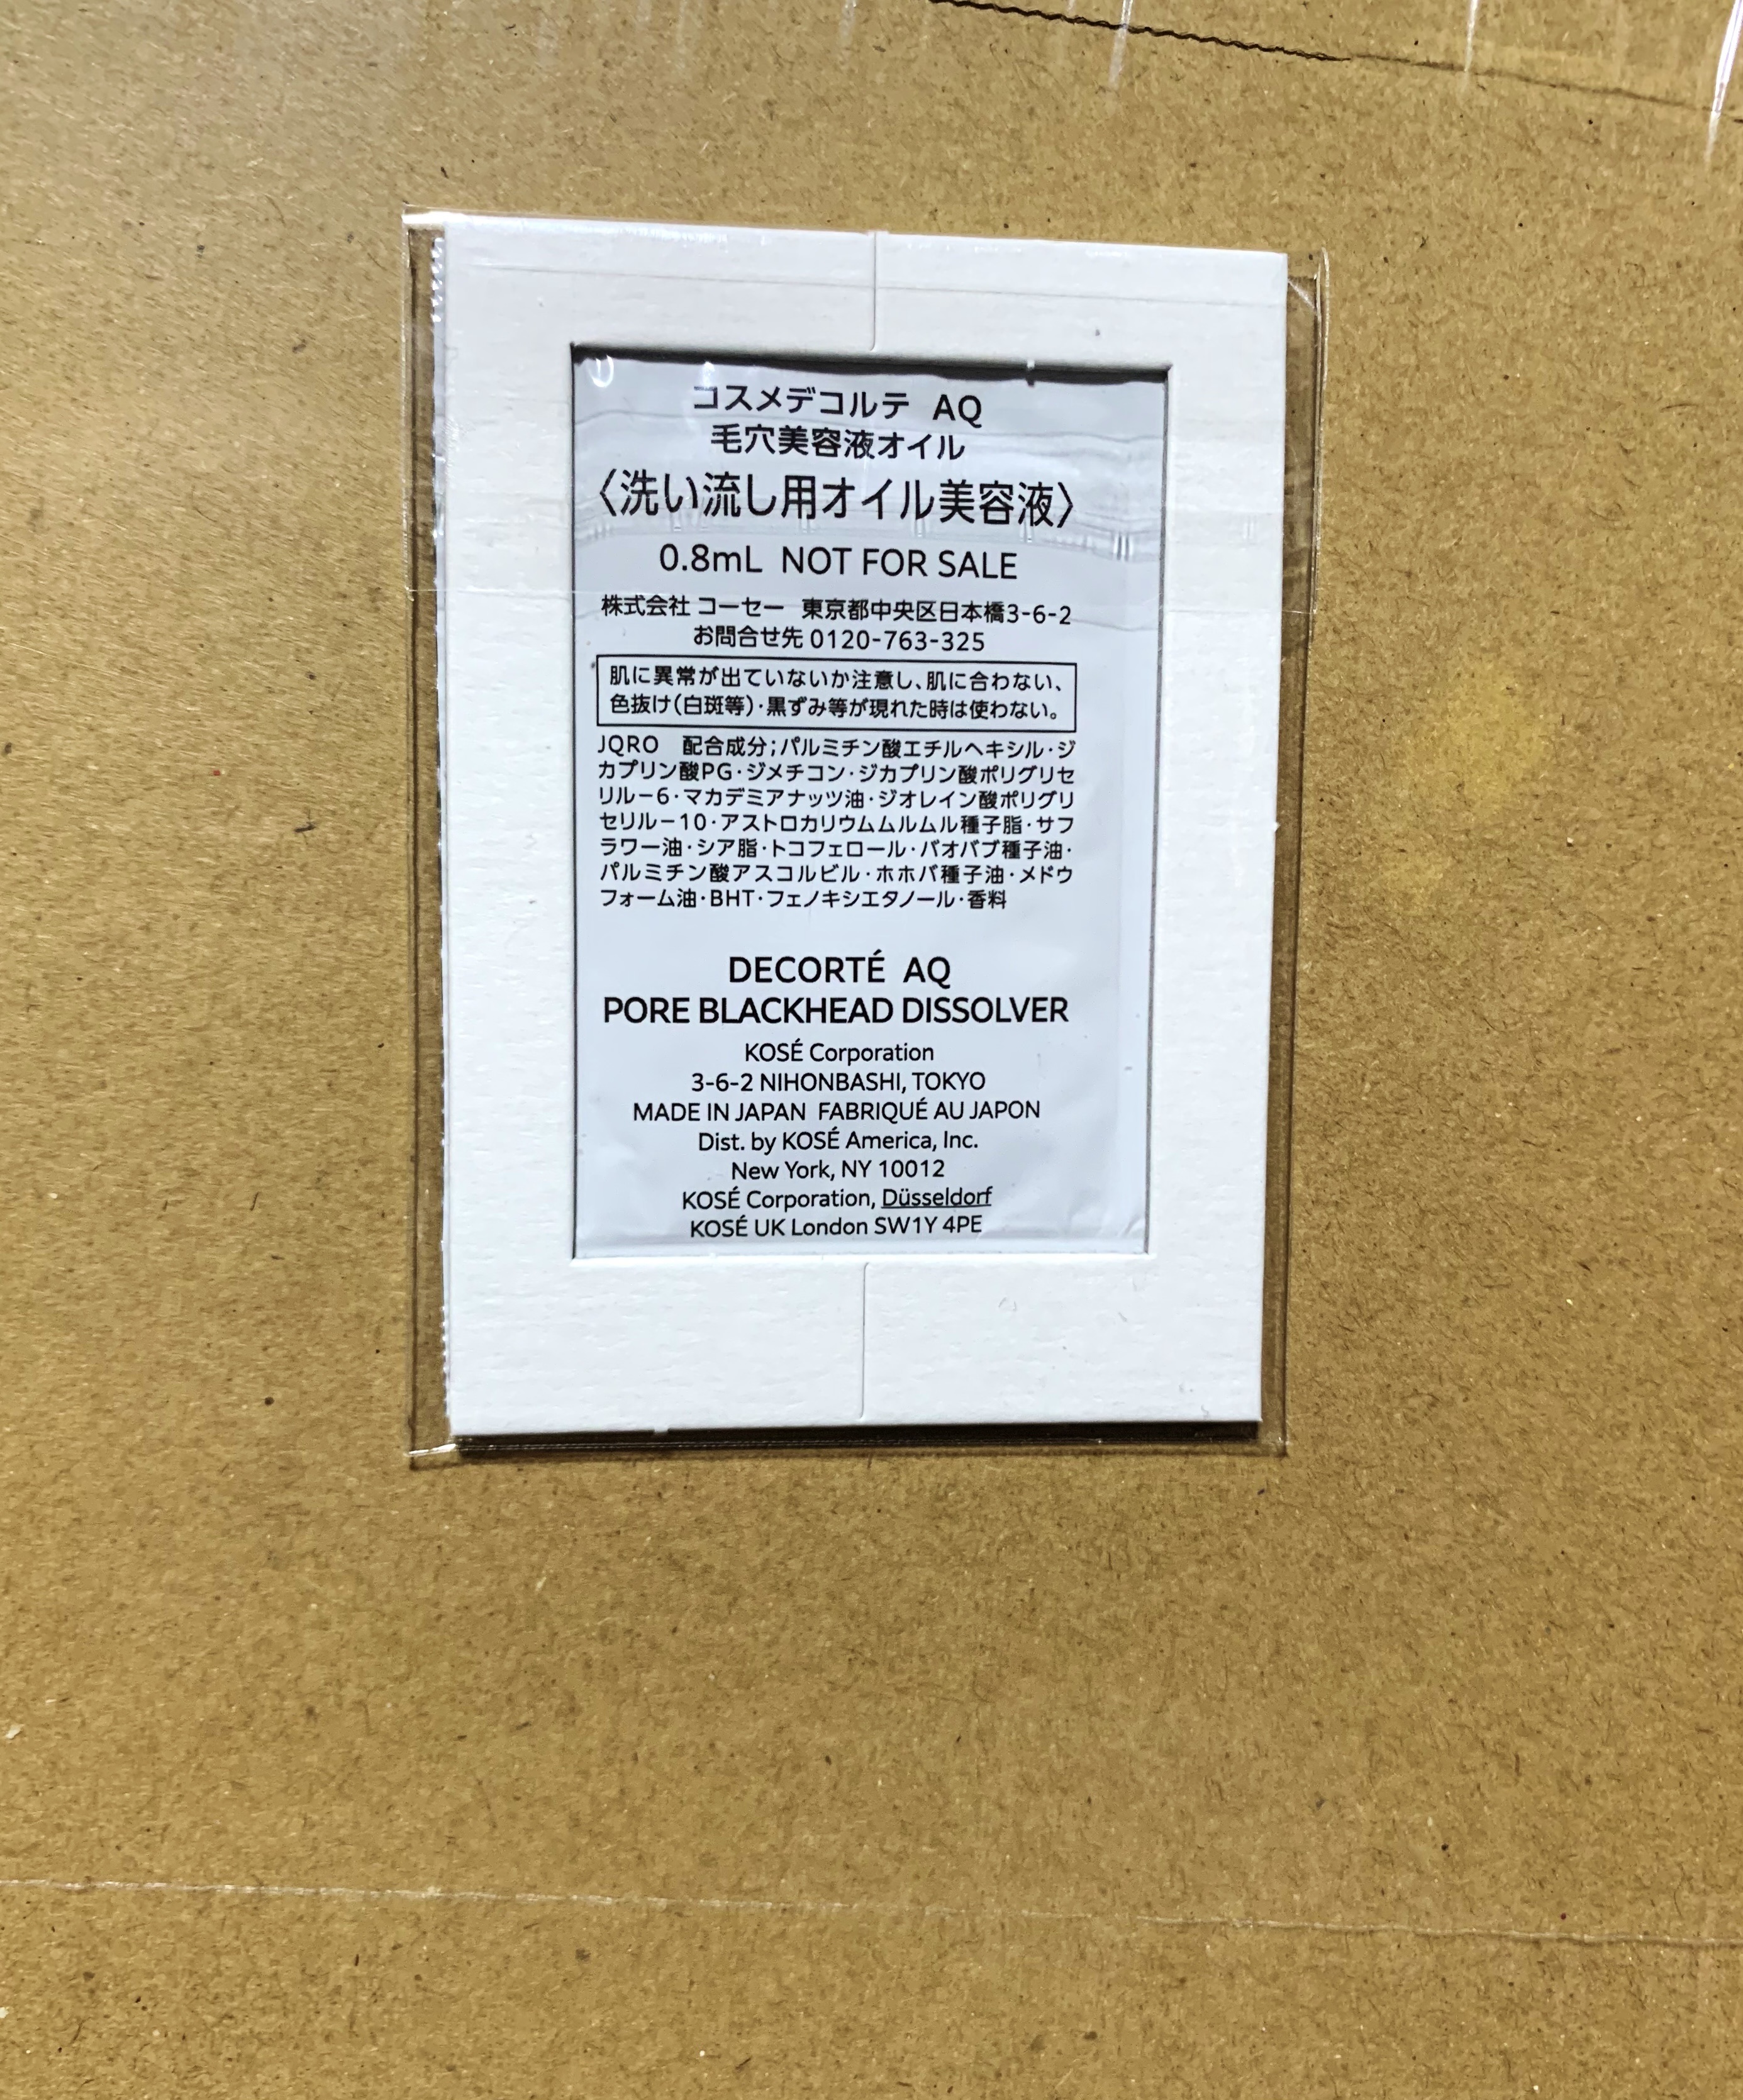 コスメデコルテ AQ
毛穴美容液オイル
〈洗い流し用オイル美容液〉
0.8mL NOT FOR SALE
株式会社 コーセー 東京都中央区日本橋3-6-2
お問合せ先 0120-763-325
肌に異常が出ていないか注意し､肌に合わない、
色抜け(白斑等)･黒ずみ等が現れた時は使わない。
JQRO 配合成分;パルミチン酸エチルヘキシル･ジ
カプリン酸PG･ジメチコン･ジカプリン酸ポリグリセ
リル－6･マカデミアナッツ油･ジオレイン酸ポリグリ
セリル－10･アストロカリウムムルムル種子脂･サフ
ラワー油･シア脂･トコフェロール･バオバブ種子油･
パルミチン酸アスコルビル･ホホバ種子油･メドウ
フォーム油･BHT･フェノキシエタノール･香料
DECORTÉ AQ
PORE BLACKHEAD DISSOLVER
KOSÉ Corporation
3-6-2 NIHONBASHI, TOKYO
MADE IN JAPAN FABRIQUÉ AU JAPON
Dist. by KOSÉ America, Inc.
New York, NY 10012
KOSÉ Corporation, Düsseldorf
KOSÉ UK London SW1Y 4PE